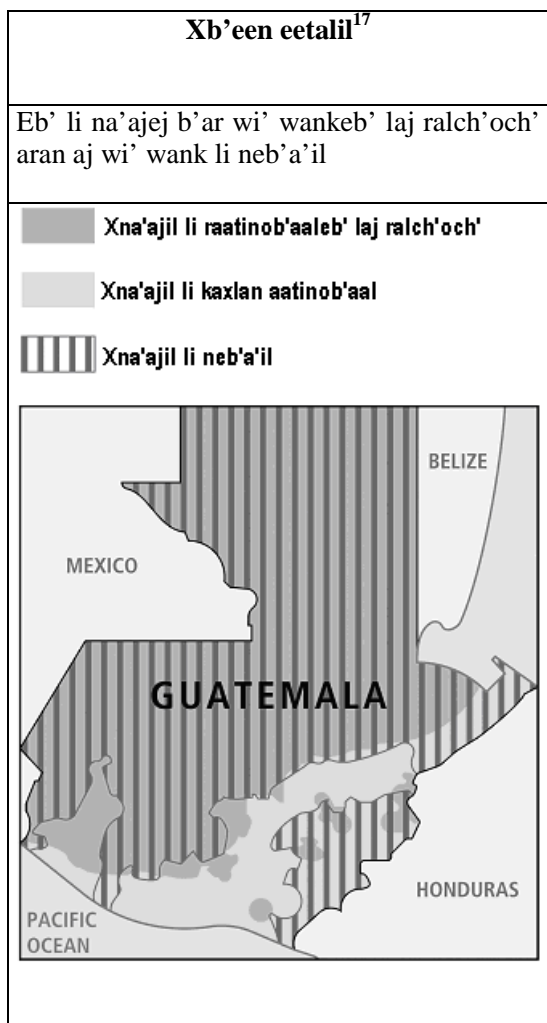 Xb'een eetalil17
Eb' li na'ajej b'ar wi' wankeb' laj ralch'och'
aran aj wi' wank li neb'a'il
Xna'ajil li raatinob'aaleb' laj ralch'och'
Xna'ajil li kaxlan aatinob'aal
Xna'ajil li neb'a'il
BELIZE
MEXICO
GUATEMALA
HONDURAS
PACIFIC
OCEAN